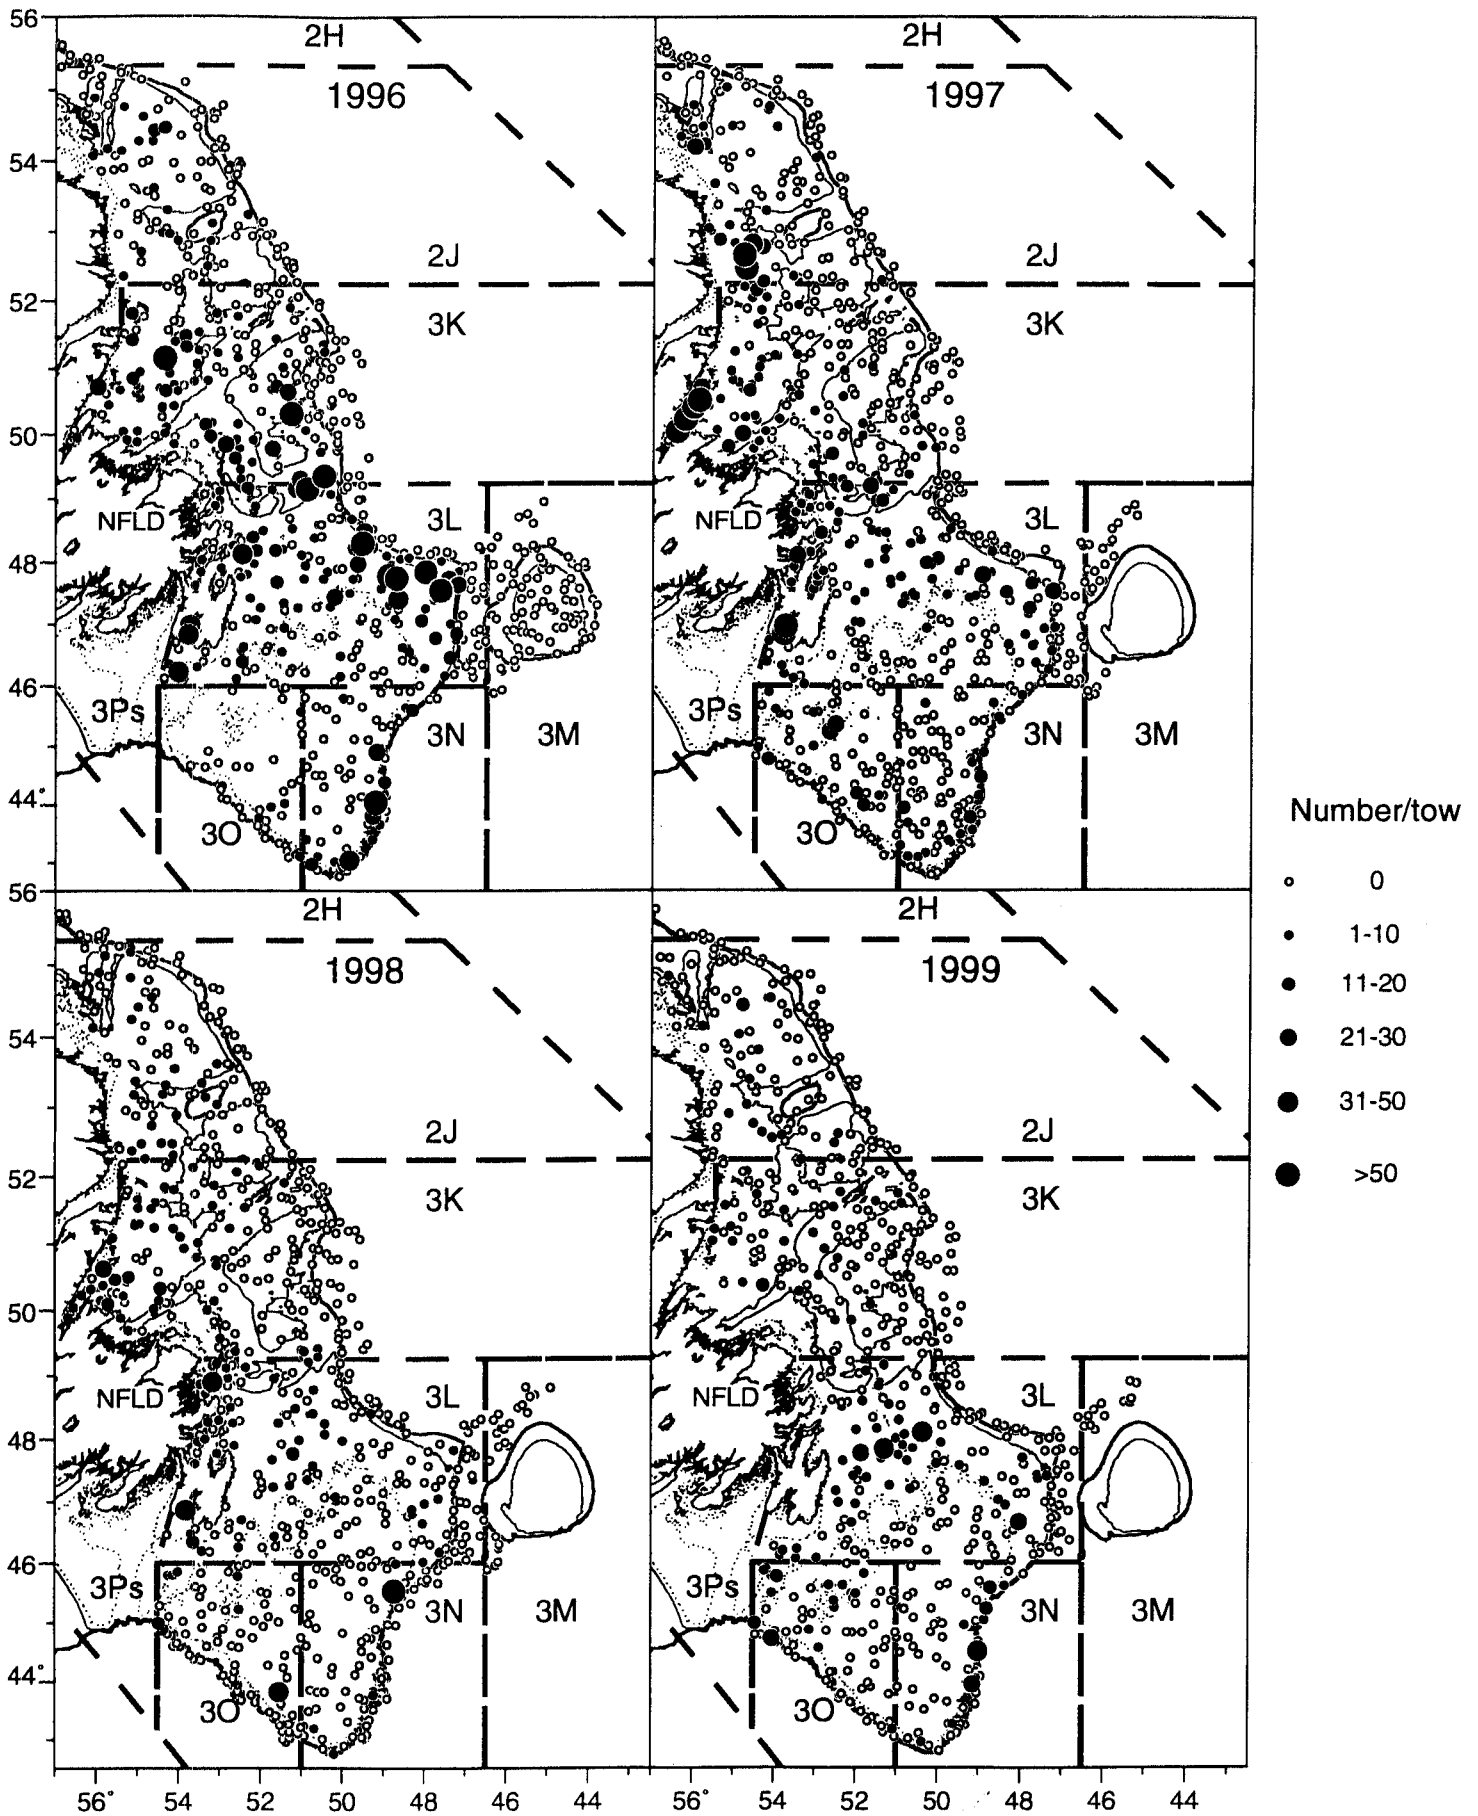 56
2H
2H
1996
1997
54
2J
2J
52
3K
3K
50
NFLD
3L
NFLD
3L
48
46
3Ps
3N
3M
3Ps
3N
3M
44°
3O
3O
Number/tow
0
1-10
11-20
21-30
31-50
>50
56
2H
2H
1998
1999
54
2J
2J
52
3K
3K
50
NFLD
3L
NFLD
3L
48
46
3Ps
3N
3M
3Ps
3N
3M
44°
3O
3O
56° 54 52 50 48 46 44 56° 54 52 50 48 46 44